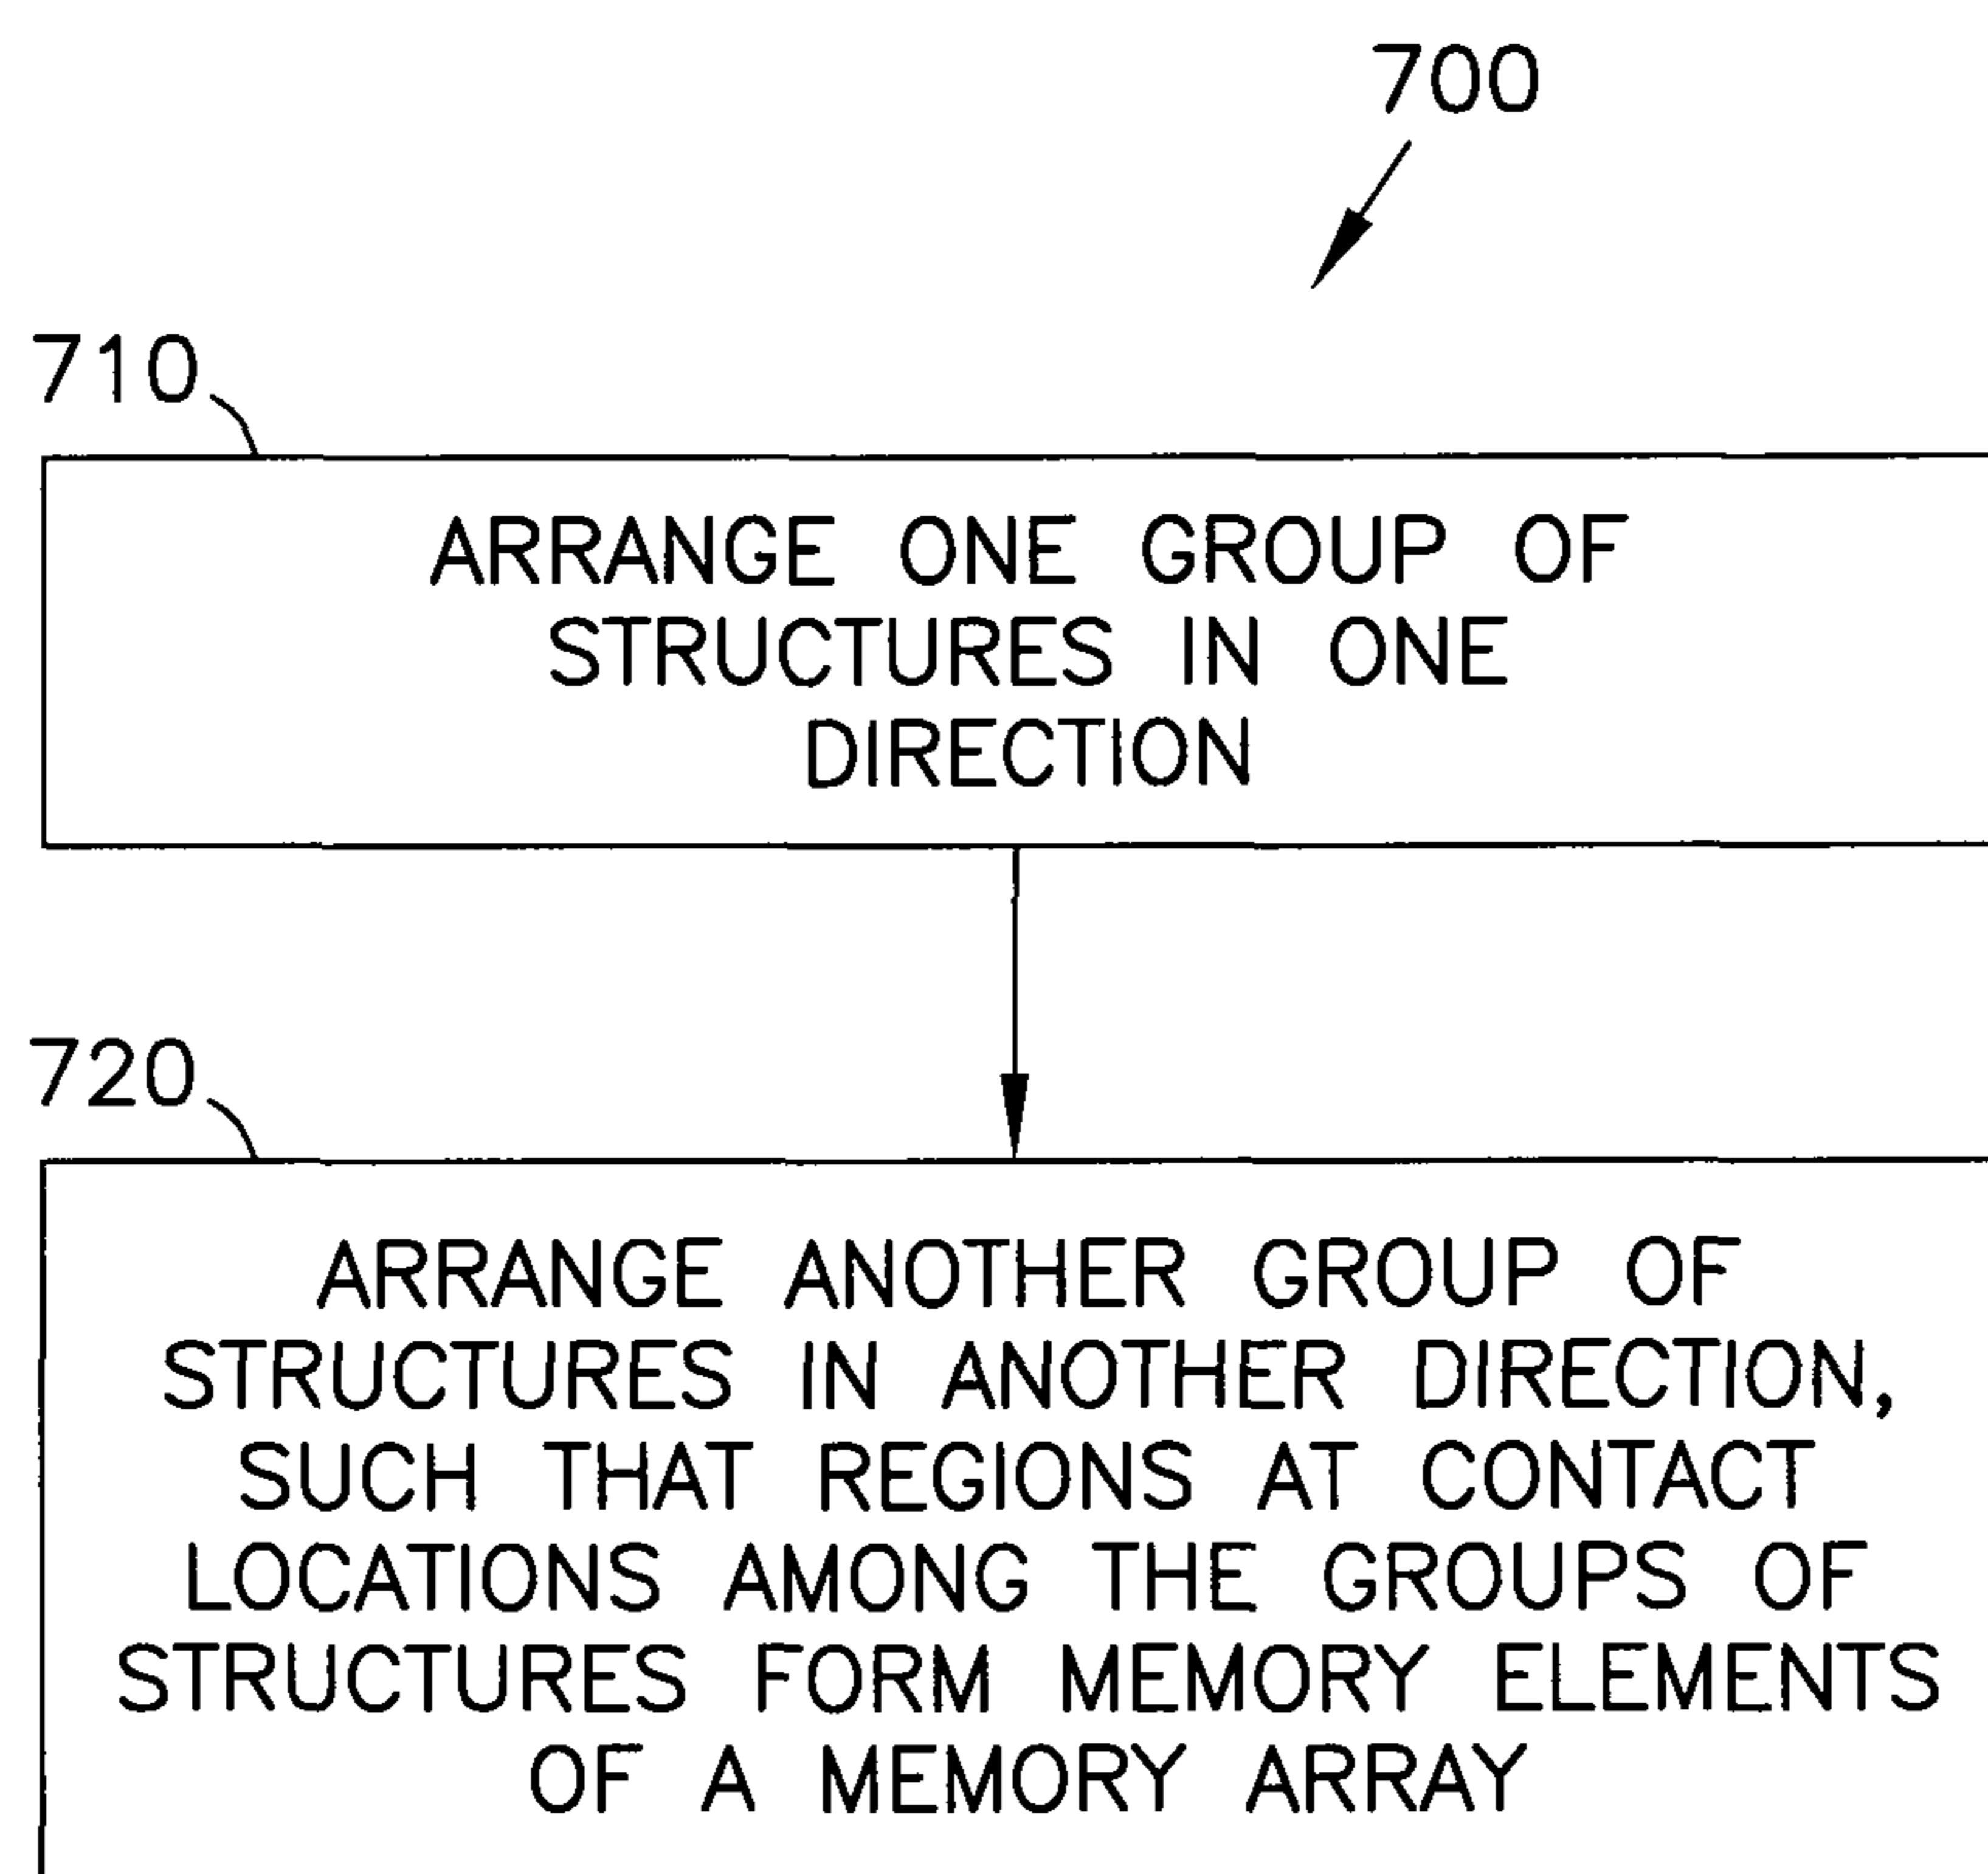 700
710
ARRANGE ONE GROUP OF
STRUCTURES IN ONE
DIRECTION
720
ARRANGE ANOTHER GROUP OF
STRUCTURES IN ANOTHER DIRECTION,
SUCH THAT REGIONS AT CONTACT
LOCATIONS AMONG THE GROUPS OF
STRUCTURES FORM MEMORY ELEMENTS
OF A MEMORY ARRAY